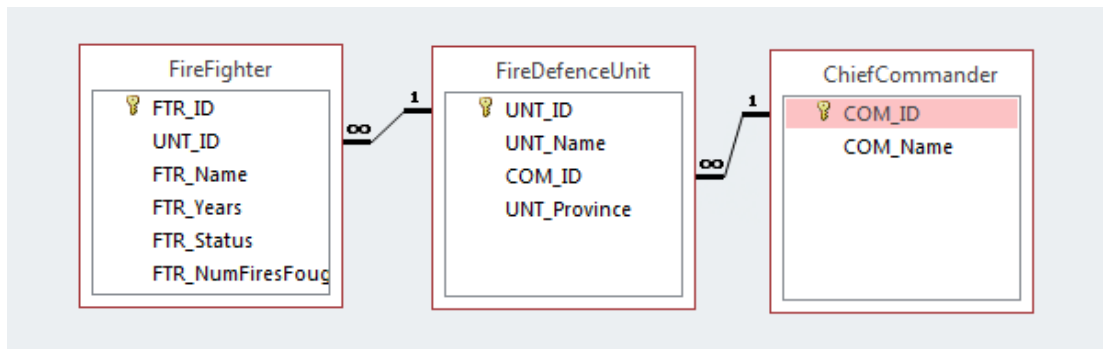 FireFighter
FTR_ID
UNT_ID
FTR_Name
FTR_Years
FTR_Status
FTR_NumFiresFoug
∞
1
FireDefenceUnit
UNT_ID
UNT_Name
COM_ID
UNT_Province
∞
1
ChiefCommander
COM_ID
COM_Name